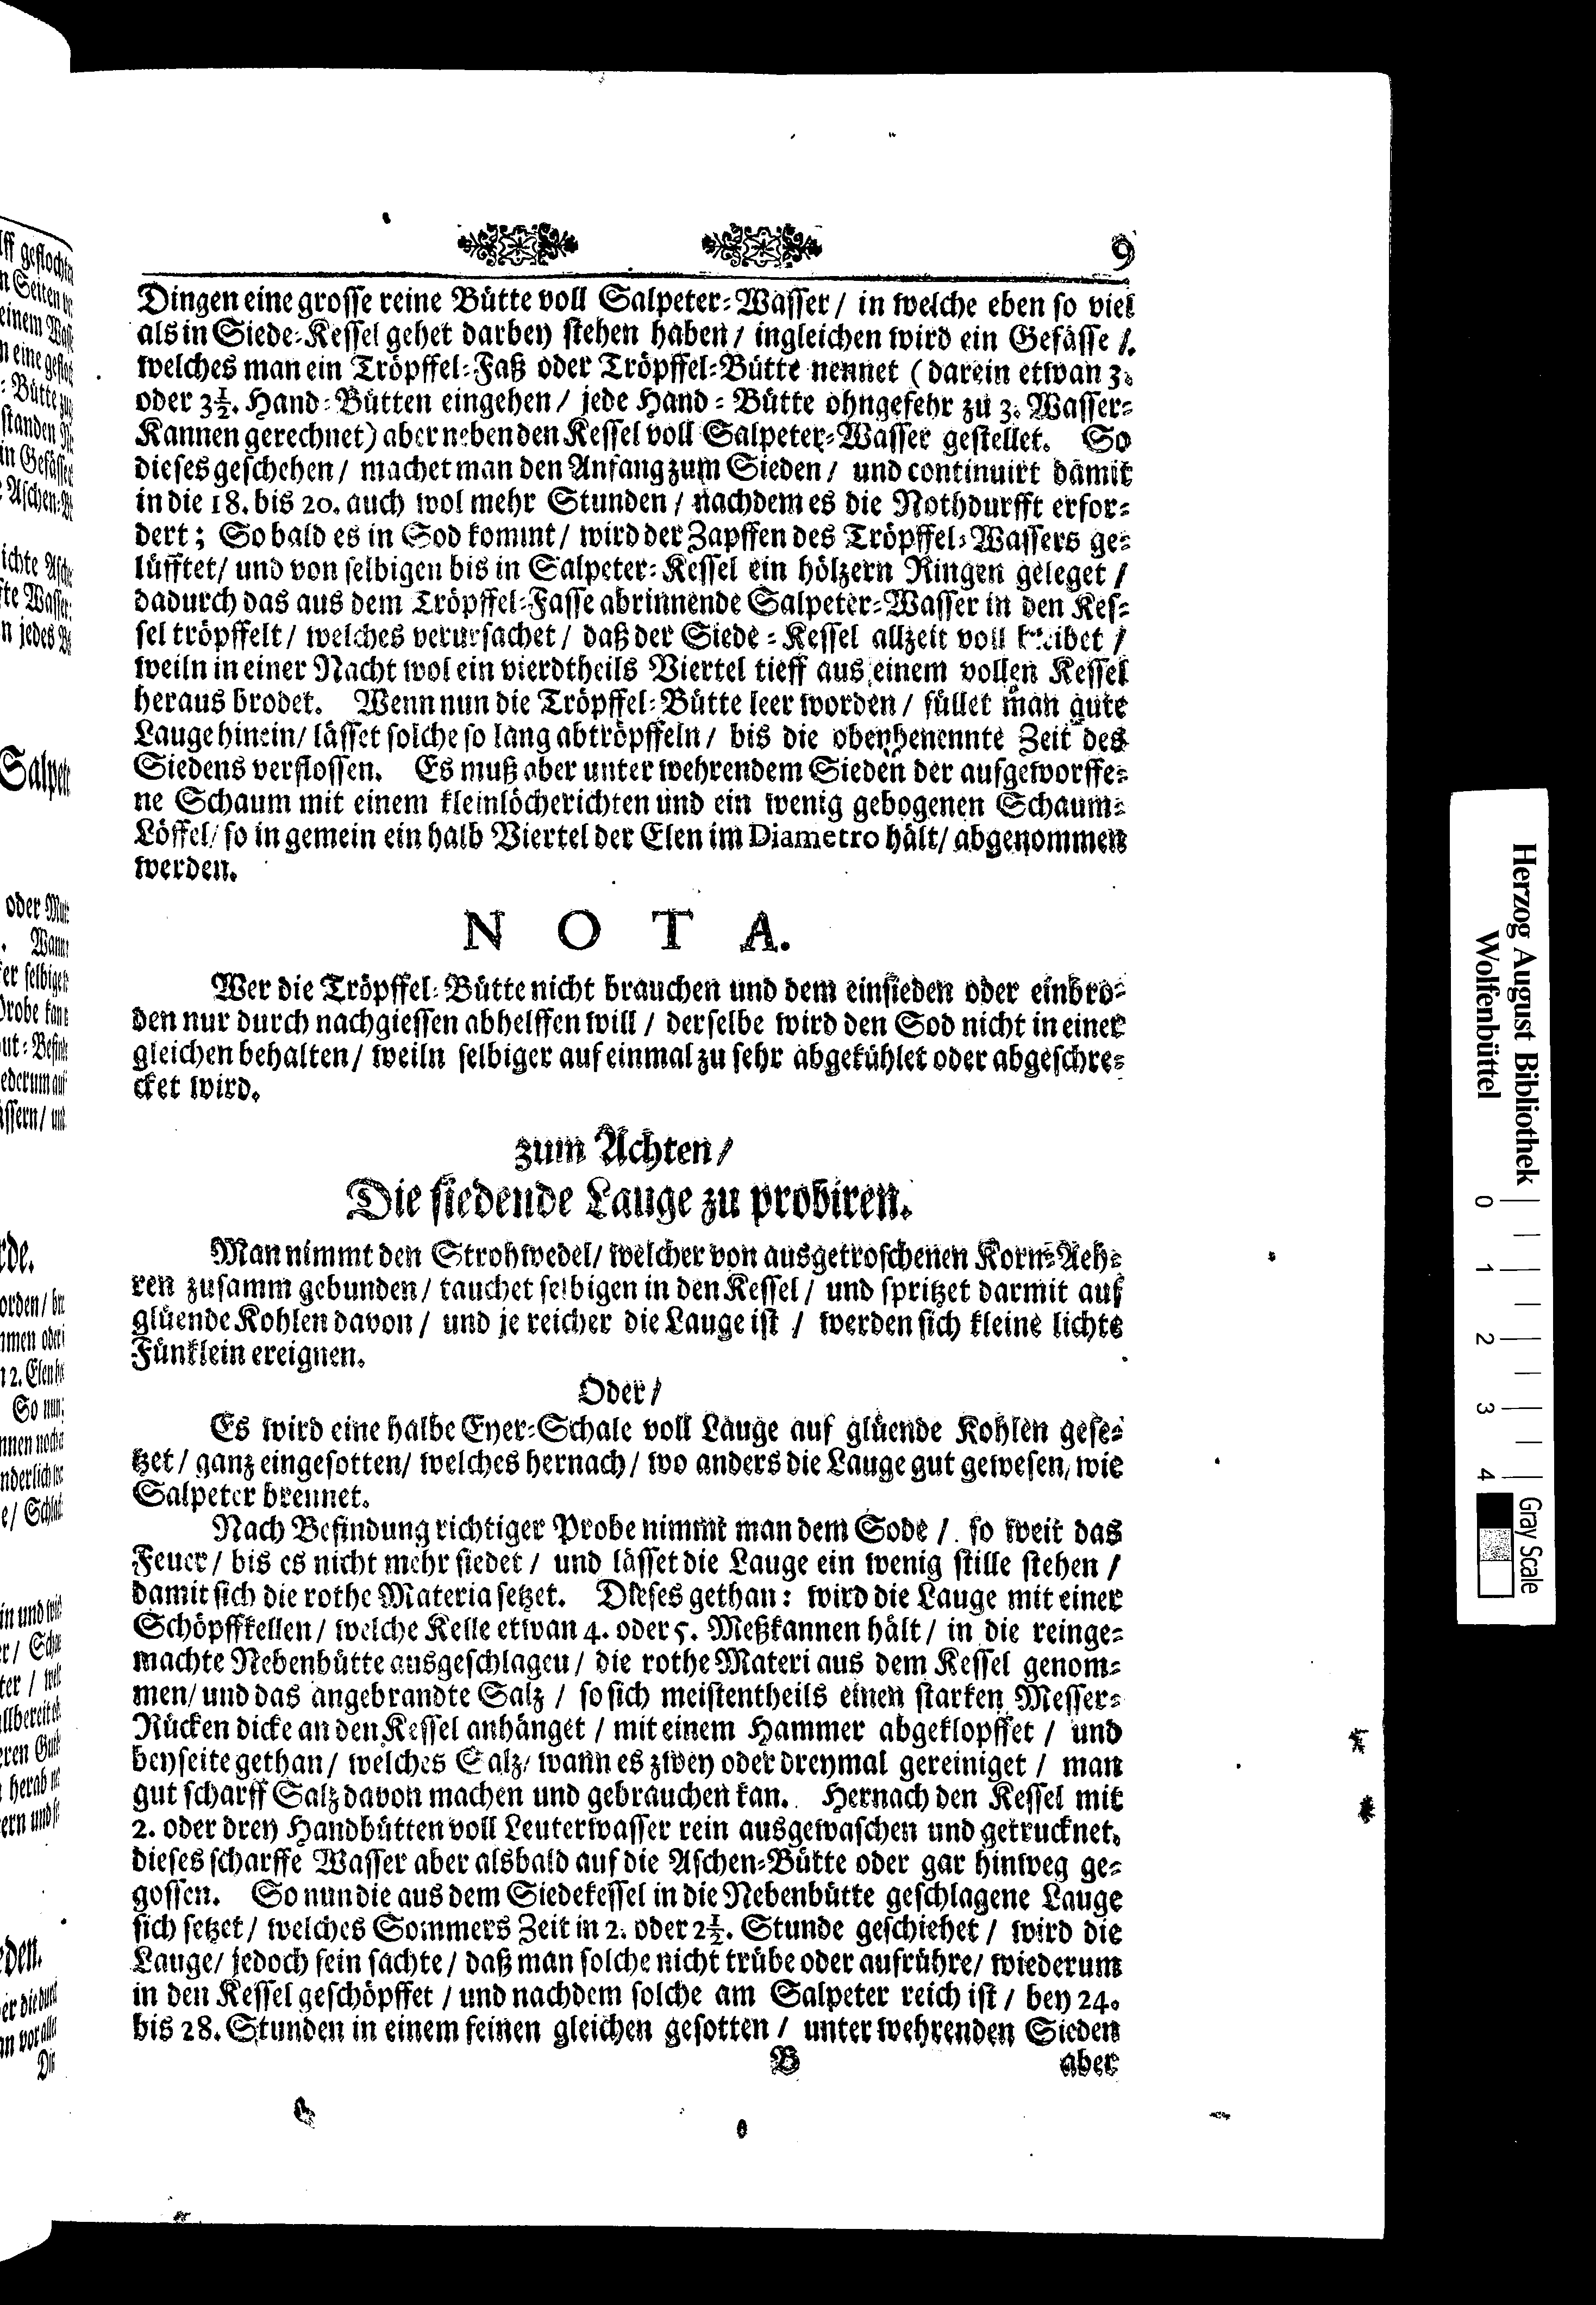 9
Dingen eine grosse reine Bütte voll Salpeter-Wasser / in welche eben so viel
als in Siede-Kessel gehet darbey stehen haben / ingleichen wird ein Gefässe /
welches man ein Tröpffel-Faß oder Tröpffel-Bütte nennet ( darein etwan 3.
oder 3½. Hand-Bütten eingehen / jede Hand-Bütte ohngefehr zu 3. Wasser-
Kannen gerechnet) aber neben den Kessel voll Salpeter-Wasser gestellet. So
dieses geschehen / machet man den Anfang zum Sieden / und continuirt damit
in die 18. bis 20. auch wol mehr Stunden / nachdem es die Nothdurfft erfor-
dert; So bald es in Sod kommt / wird der Zapffen des Tröpffel-Wassers ge-
lüfftet / und von selbigen bis in Salpeter-Kessel ein hölzern Ringen geleget /
dadurch das aus dem Tröpffel-Fasse abrinnende Salpeter-Wasser in den Kes-
sel tröpffelt / welches verursachet / daß der Siede-Kessel allzeit voll bleibet /
weiln in einer Nacht wol ein vierdtheils Viertel tieff aus einem vollen Kessel
heraus brodet. Wenn nun die Tröpffel-Bütte leer worden / füllet man gute
Lauge hinein / lässet solche so lang abtröpffeln / bis die obenbenennte Zeit des
Siedens verflossen. Es muß aber unter wehrendem Sieden der aufgeworffe-
ne Schaum mit einem kleinlöcherichten und ein wenig gebogenen Schaum-
Löffel / so in gemein ein halb Viertel der Elen im Diametro hält / abgenommen
werden.
NOTA.
Wer die Tröpffel-Bütte nicht brauchen und dem einsieden oder einbro-
den nur durch nachgiessen abhelffen will / derselbe wird den Sod nicht in einer
gleichen behalten / weiln selbiger auf einmal zu sehr abgekühlet oder abgeschre-
cket wird.
zum Achten /
Die siedende Lauge zu probiren.
Man nimmt den Strohwedel / welcher von ausgetroschenen Korn-Aeh-
ren zusamm gebunden / tauchet selbigen in den Kessel / und spritzet darmit auf
glüende Kohlen davon / und je reicher die Lauge ist / werden sich kleine lichte
Fünklein ereignen.
Oder /
Es wird eine halbe Eyer-Schale voll Lauge auf glüende Kohlen gese-
tzet / ganz eingesotten / welches hernach / wo anders die Lauge gut gewesen, wie
Salpeter brennet.
Nach Befindung richtiger Probe nimmt man dem Sode / so weit das
Feuer / bis es nicht mehr siedet / und lässet die Lauge ein wenig stille stehen /
damit sich die rothe Materia setzet. Dieses gethan: wird die Lauge mit einer
Schöpffkellen / welche Kelle etwan 4. oder 5. Meßkannen hält / in die reinge-
machte Nebenbütte ausgeschlagen / die rothe Materi aus dem Kessel genom-
men / und das angebrandte Salz / so sich meistentheils einen starken Messer-
Rücken dicke an den Kessel anhänget / mit einem Hammer abgeklopffet / und
beyseite gethan / welches Salz / wann es zwey oder dreymal gereiniget / man
gut scharff Salz davon machen und gebrauchen kan. Hernach den Kessel mit
2. oder drey Handbütten voll Leuterwasser rein ausgewaschen und getrucknet.
dieses scharffe Wasser aber alsbald auf die Aschen-Bütte oder gar hinweg ge-
gossen. So nun die aus dem Siedekessel in die Nebenbütte geschlagene Lauge
sich setzet / welches Sommers Zeit in 2. oder 2½. Stunde geschiehet / wird die
Lauge / jedoch fein sachte / daß man solche nicht trübe oder aufrühre / wiederum
in den Kessel geschöpffet / und nachdem solche am Salpeter reich ist / bey 24.
bis 28. Stunden in einem feinen gleichen gesotten / unter wehrenden Sieden
B aber
Herzog August Bibliothek
Wolfenbüttel
0 1 2 3 4
Gray Scale